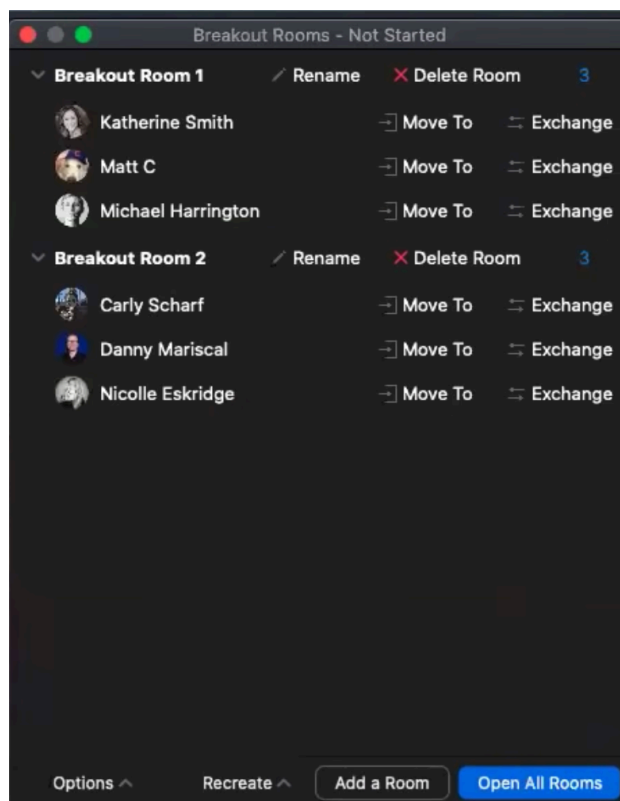 Breakout Rooms - Not Started
Breakout Room 1 Rename Delete Room 3
Katherine Smith Move To Exchange
Matt C Move To Exchange
Michael Harrington Move To Exchange
Breakout Room 2 Rename Delete Room 3
Carly Scharf Move To Exchange
Danny Mariscal Move To Exchange
Nicolle Eskridge Move To Exchange
Options Recreate Add a Room Open All Rooms